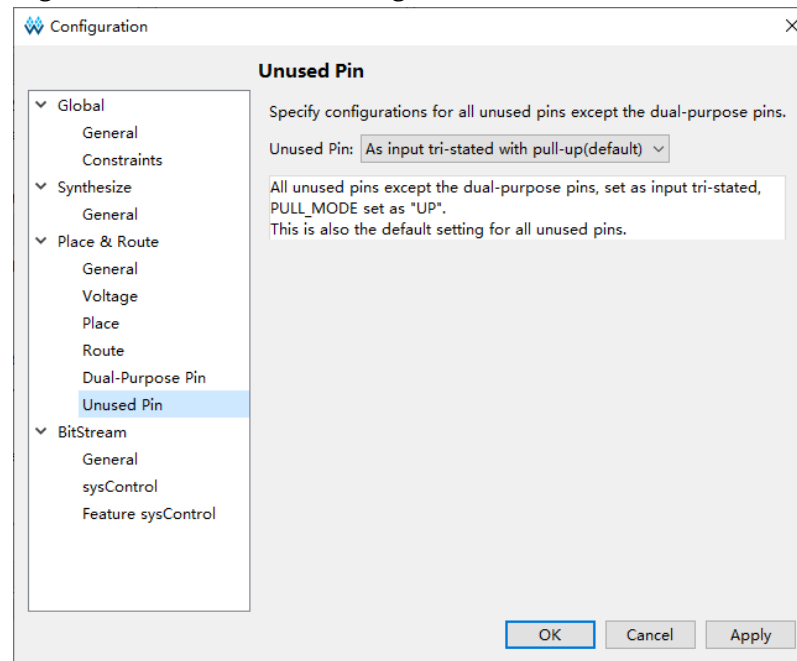 Configuration
Unused Pin
Global
General
Constraints
Synthesize
General
Place & Route
General
Voltage
Place
Route
Dual-Purpose Pin
Unused Pin
BitStream
General
sysControl
Feature sysControl
Specify configurations for all unused pins except the dual-purpose pins.
Unused Pin: As input tri-stated with pull-up(default)
All unused pins except the dual-purpose pins, set as input tri-stated,
PULL_MODE set as "UP".
This is also the default setting for all unused pins.
OK Cancel Apply